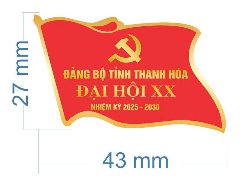 27 mm
ĐẢNG BỘ TỈNH THANH HÓA
ĐẠI HỘI XX
NHIỆM KỲ 2025 - 2030
43 mm